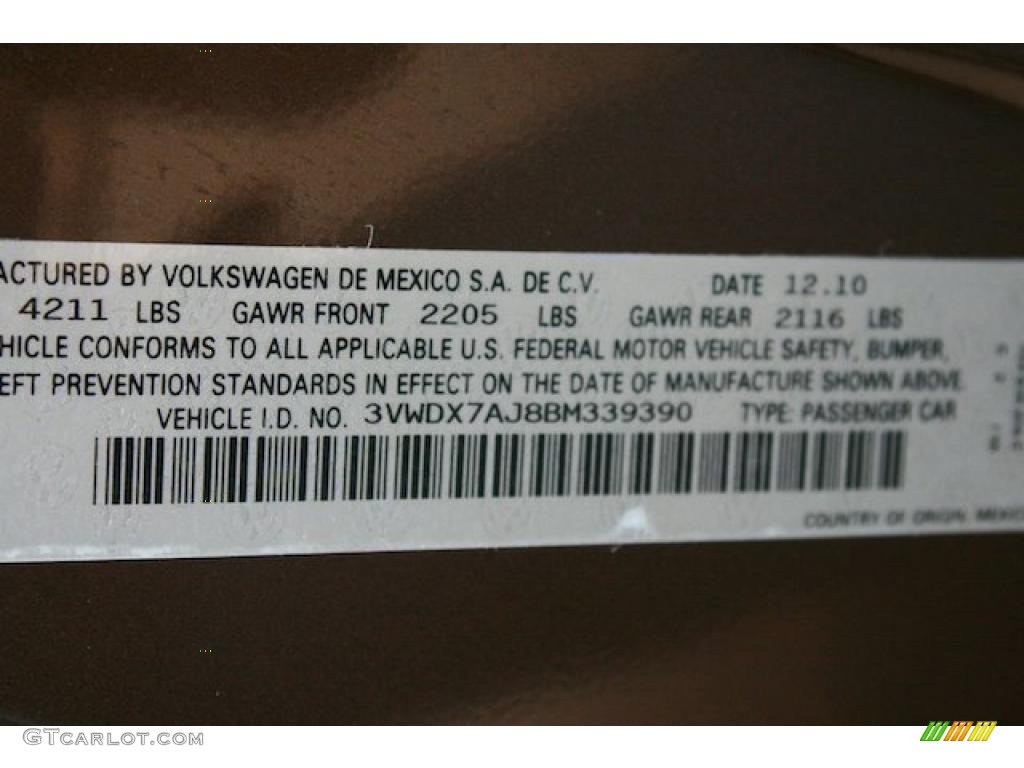 ACTURED BY VOLKSWAGEN DE MEXICO S.A. DE C.V. DATE 12.10
4211 LBS GAWR FRONT 2205 LBS GAWR REAR 2116 LBS
HICLE CONFORMS TO ALL APPLICABLE U.S. FEDERAL MOTOR VEHICLE SAFETY, BUMPER,
EFT PREVENTION STANDARDS IN EFFECT ON THE DATE OF MANUFACTURE SHOWN ABOVE
VEHICLE I.D. NO. 3VWDX7AJ8BM339390 TYPE: PASSENGER CAR
COUNTRY OF ORIGIN: MEXICO
GTCARLOT.COM